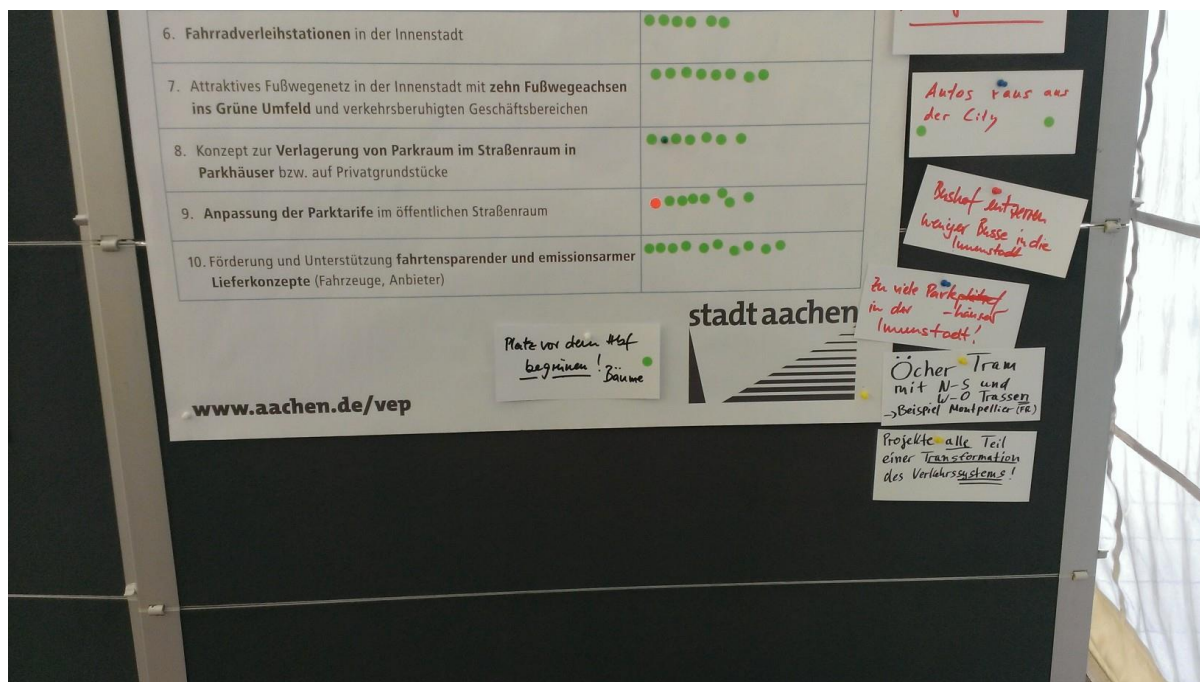 6. Fahrradverleihstationen in der Innenstadt
7. Attraktives Fußwegenetz in der Innenstadt mit zehn Fußwegeachsen
ins Grüne Umfeld und verkehrsberuhigten Geschäftsbereichen
8. Konzept zur Verlagerung von Parkraum im Straßenraum in
Parkhäuser bzw. auf Privatgrundstücke
9. Anpassung der Parktarife im öffentlichen Straßenraum
10. Förderung und Unterstützung fahrtensparender und emissionsarmer
Lieferkonzepte (Fahrzeuge, Anbieter)
stadt aachen
www.aachen.de/vep
Platz vor dem Hbf
begrünen! Bäume
Autos raus aus
der City
Bushof entzerren
weniger Busse in die
Innenstadt
Zu viele Parkplätze
in der -häuser
Innenstadt!
Öcher Tram
mit N-S und
W-O Trassen
→ Beispiel Montpellier (FR)
Projekte alle Teil
einer Transformation
des Verkehrssystems!